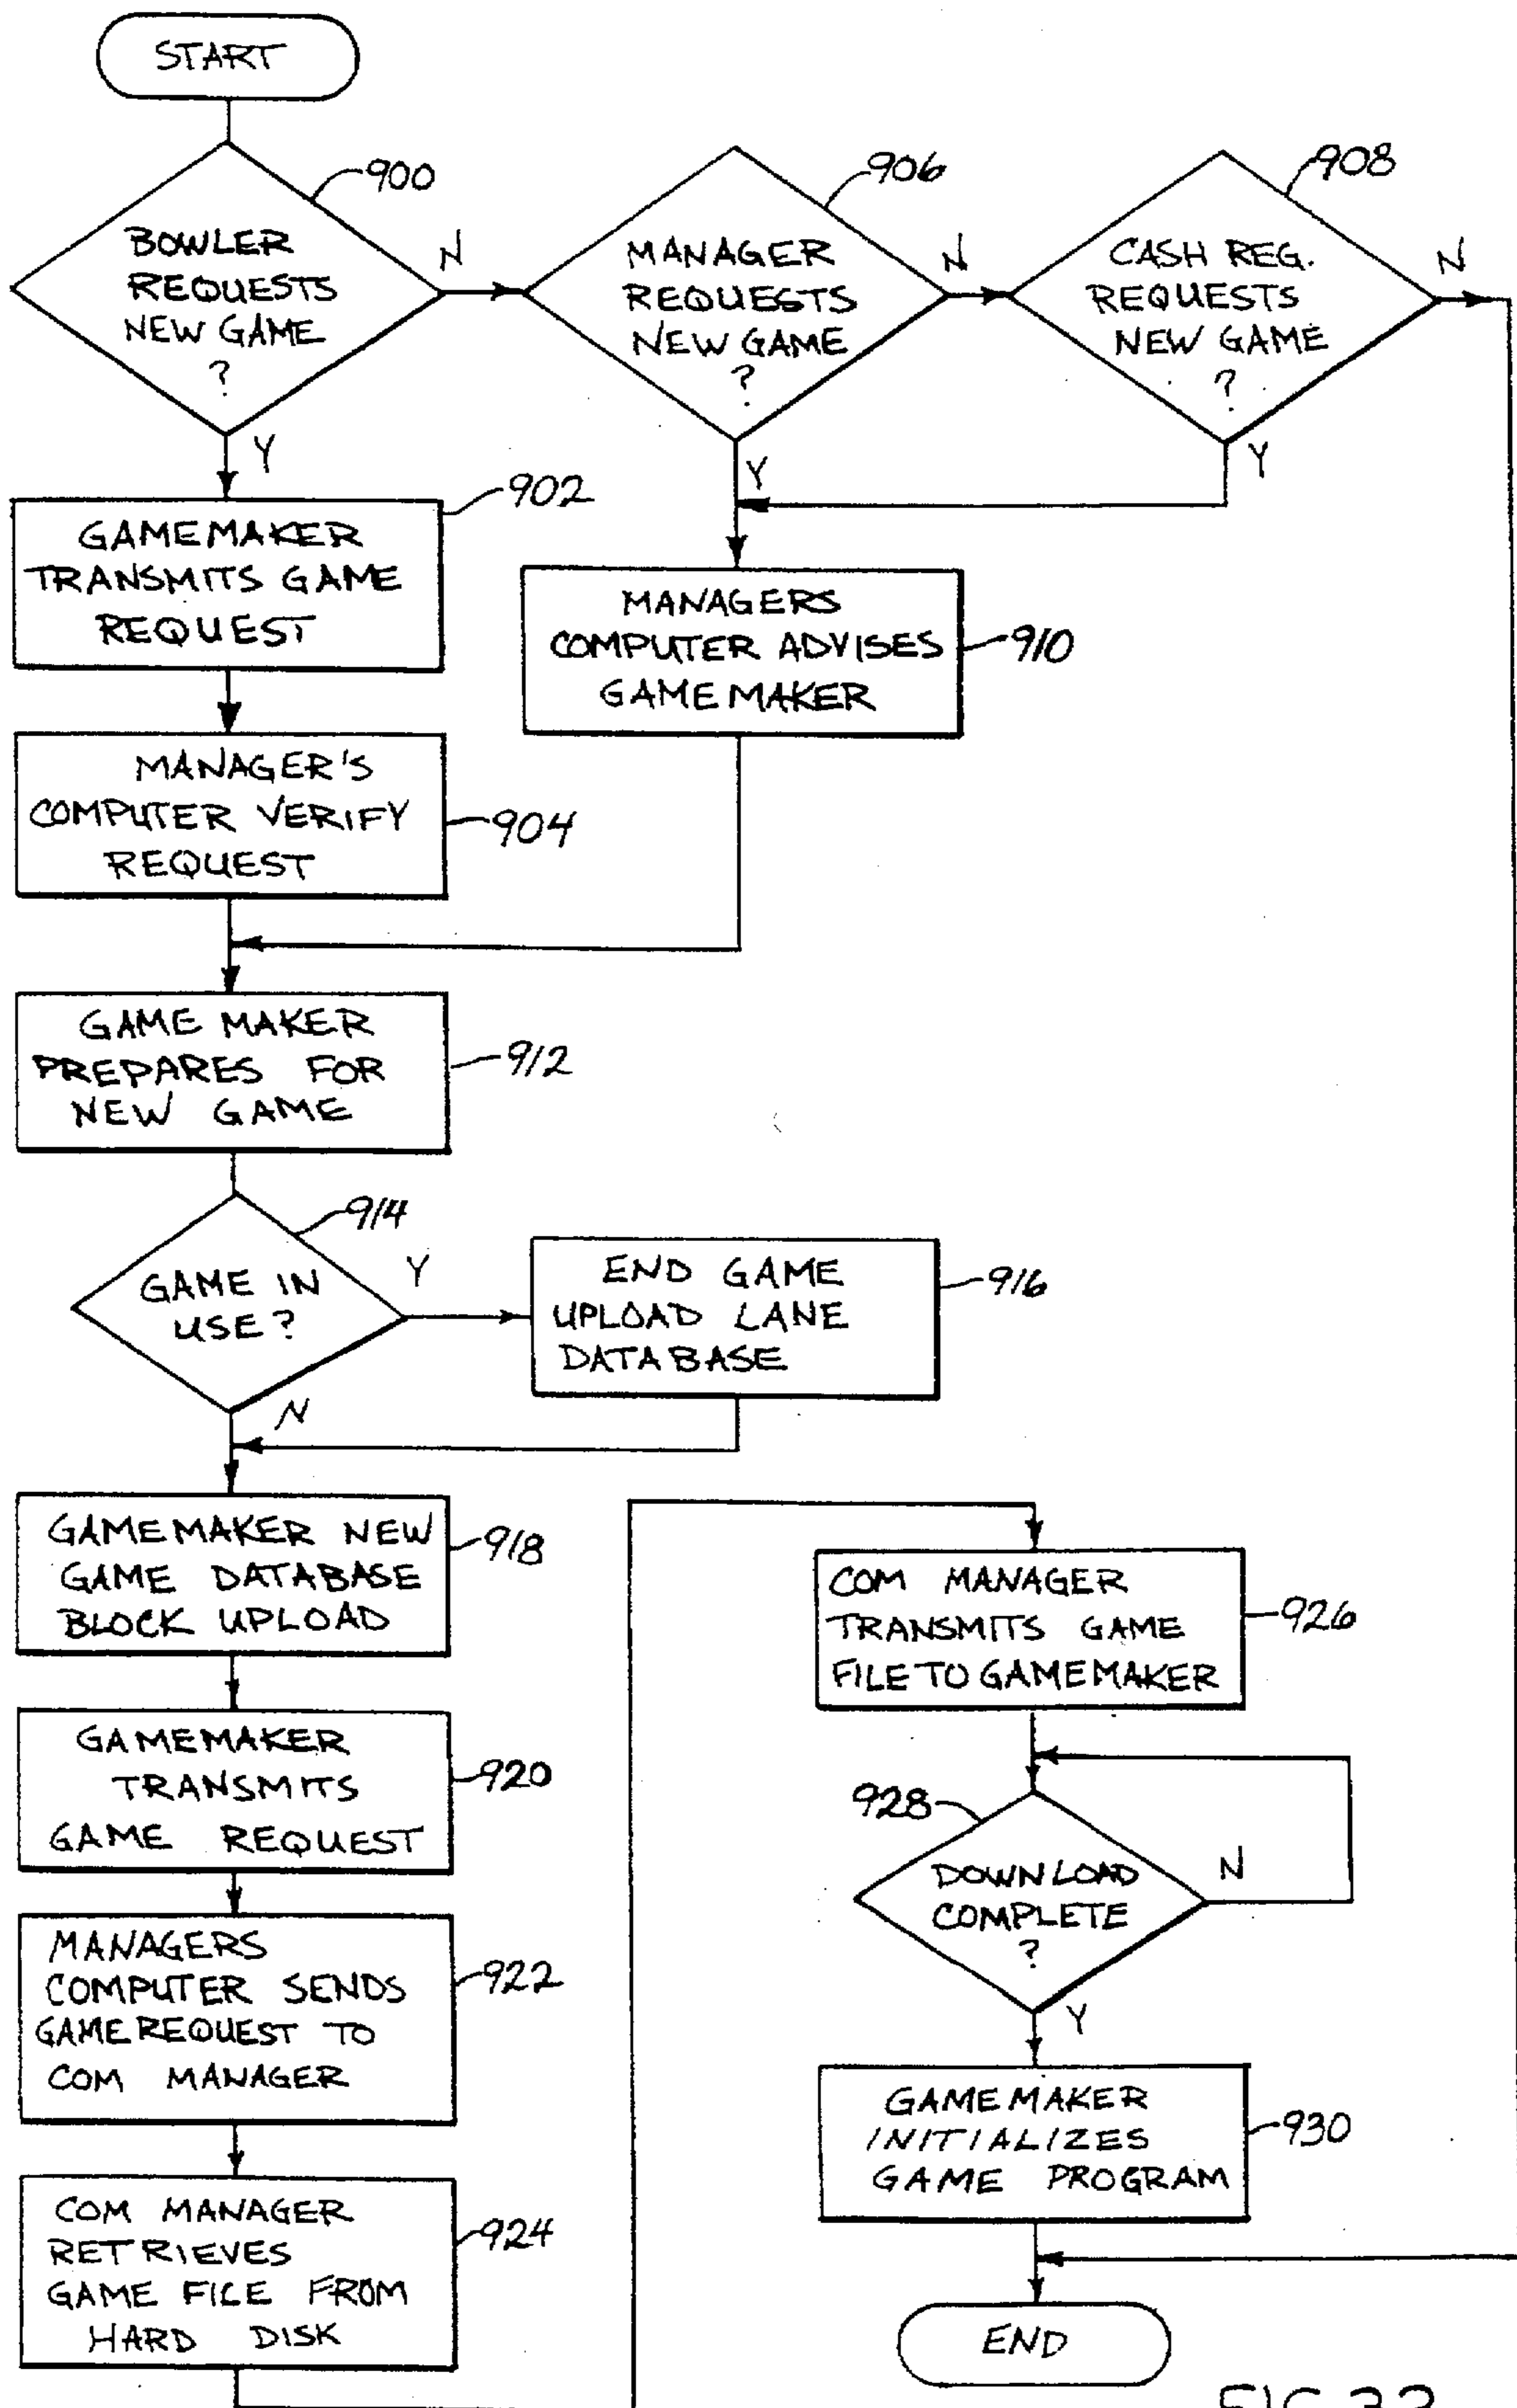 START
900
BOWLER
REQUESTS
NEW GAME
?
N
Y
906
MANAGER
REQUESTS
NEW GAME
?
N
Y
908
CASH REG.
REQUESTS
NEW GAME
?
N
Y
902
GAMEMAKER
TRANSMITS GAME
REQUEST
MANAGERS
COMPUTER ADVISES
GAMEMAKER
910
MANAGER'S
COMPUTER VERIFY
REQUEST
904
GAME MAKER
PREPARES FOR
NEW GAME
912
914
GAME IN
USE?
Y
N
END GAME
UPLOAD LANE
DATABASE
916
GAMEMAKER NEW
GAME DATABASE
BLOCK UPLOAD
918
GAMEMAKER
TRANSMITS
GAME REQUEST
920
MANAGERS
COMPUTER SENDS
GAME REQUEST TO
COM MANAGER
922
COM MANAGER
RETRIEVES
GAME FILE FROM
HARD DISK
924
COM MANAGER
TRANSMITS GAME
FILE TO GAMEMAKER
926
928
DOWNLOAD
COMPLETE
?
N
Y
GAMEMAKER
INITIALIZES
GAME PROGRAM
930
END